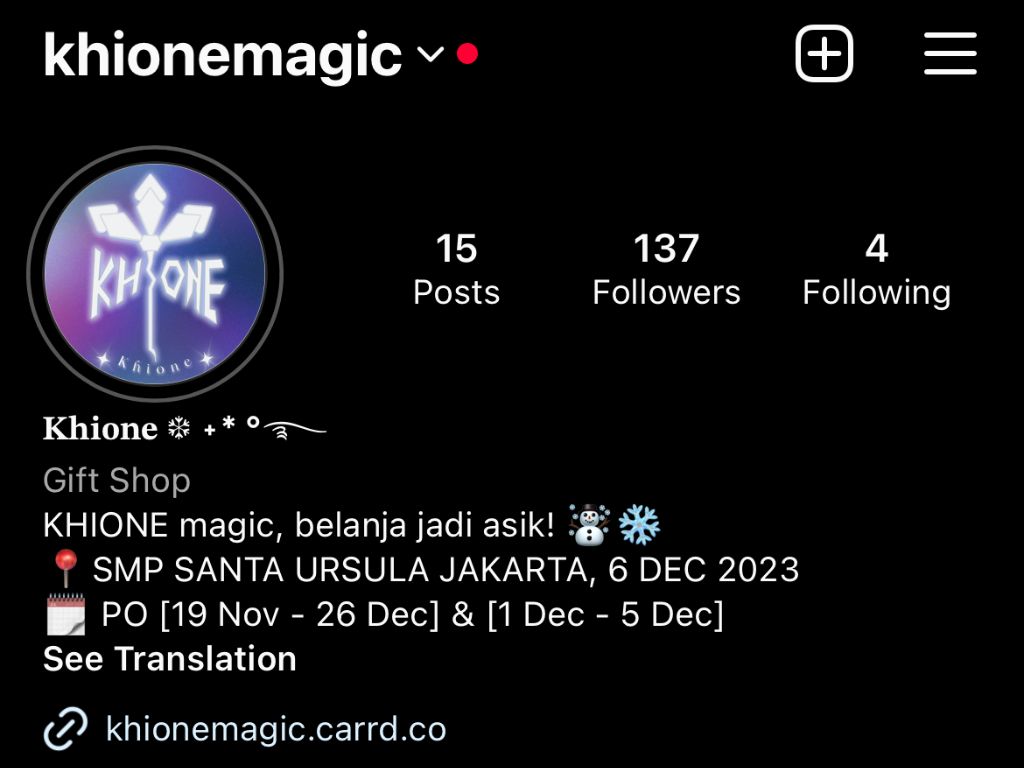 khionemagic
KHIONE
Khione
15 137 4
Posts Followers Following
Khione ❄ ˖* °࿐
Gift Shop
KHIONE magic, belanja jadi asik! ☃️❄️
📍 SMP SANTA URSULA JAKARTA, 6 DEC 2023
🗓 PO [19 Nov - 26 Dec] & [1 Dec - 5 Dec]
See Translation
khionemagic.carrd.co